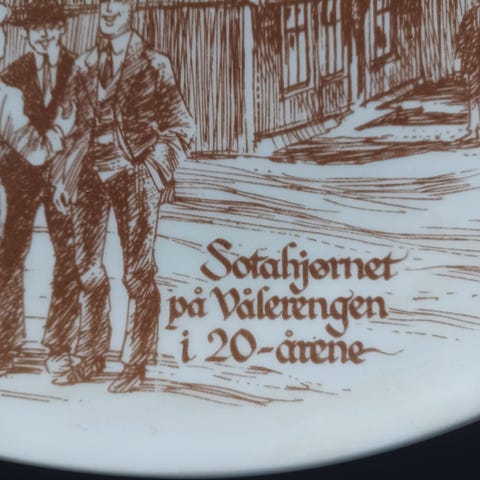 Sotahjørnet
på Vålerengen
i 20-årene